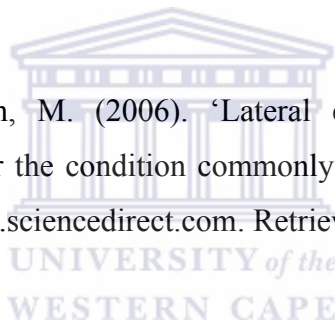 n, M. (2006). ‘Lateral
r the condition commonly
.sciencedirect.com. Retriev
UNIVERSITY of the
WESTERN CAPE